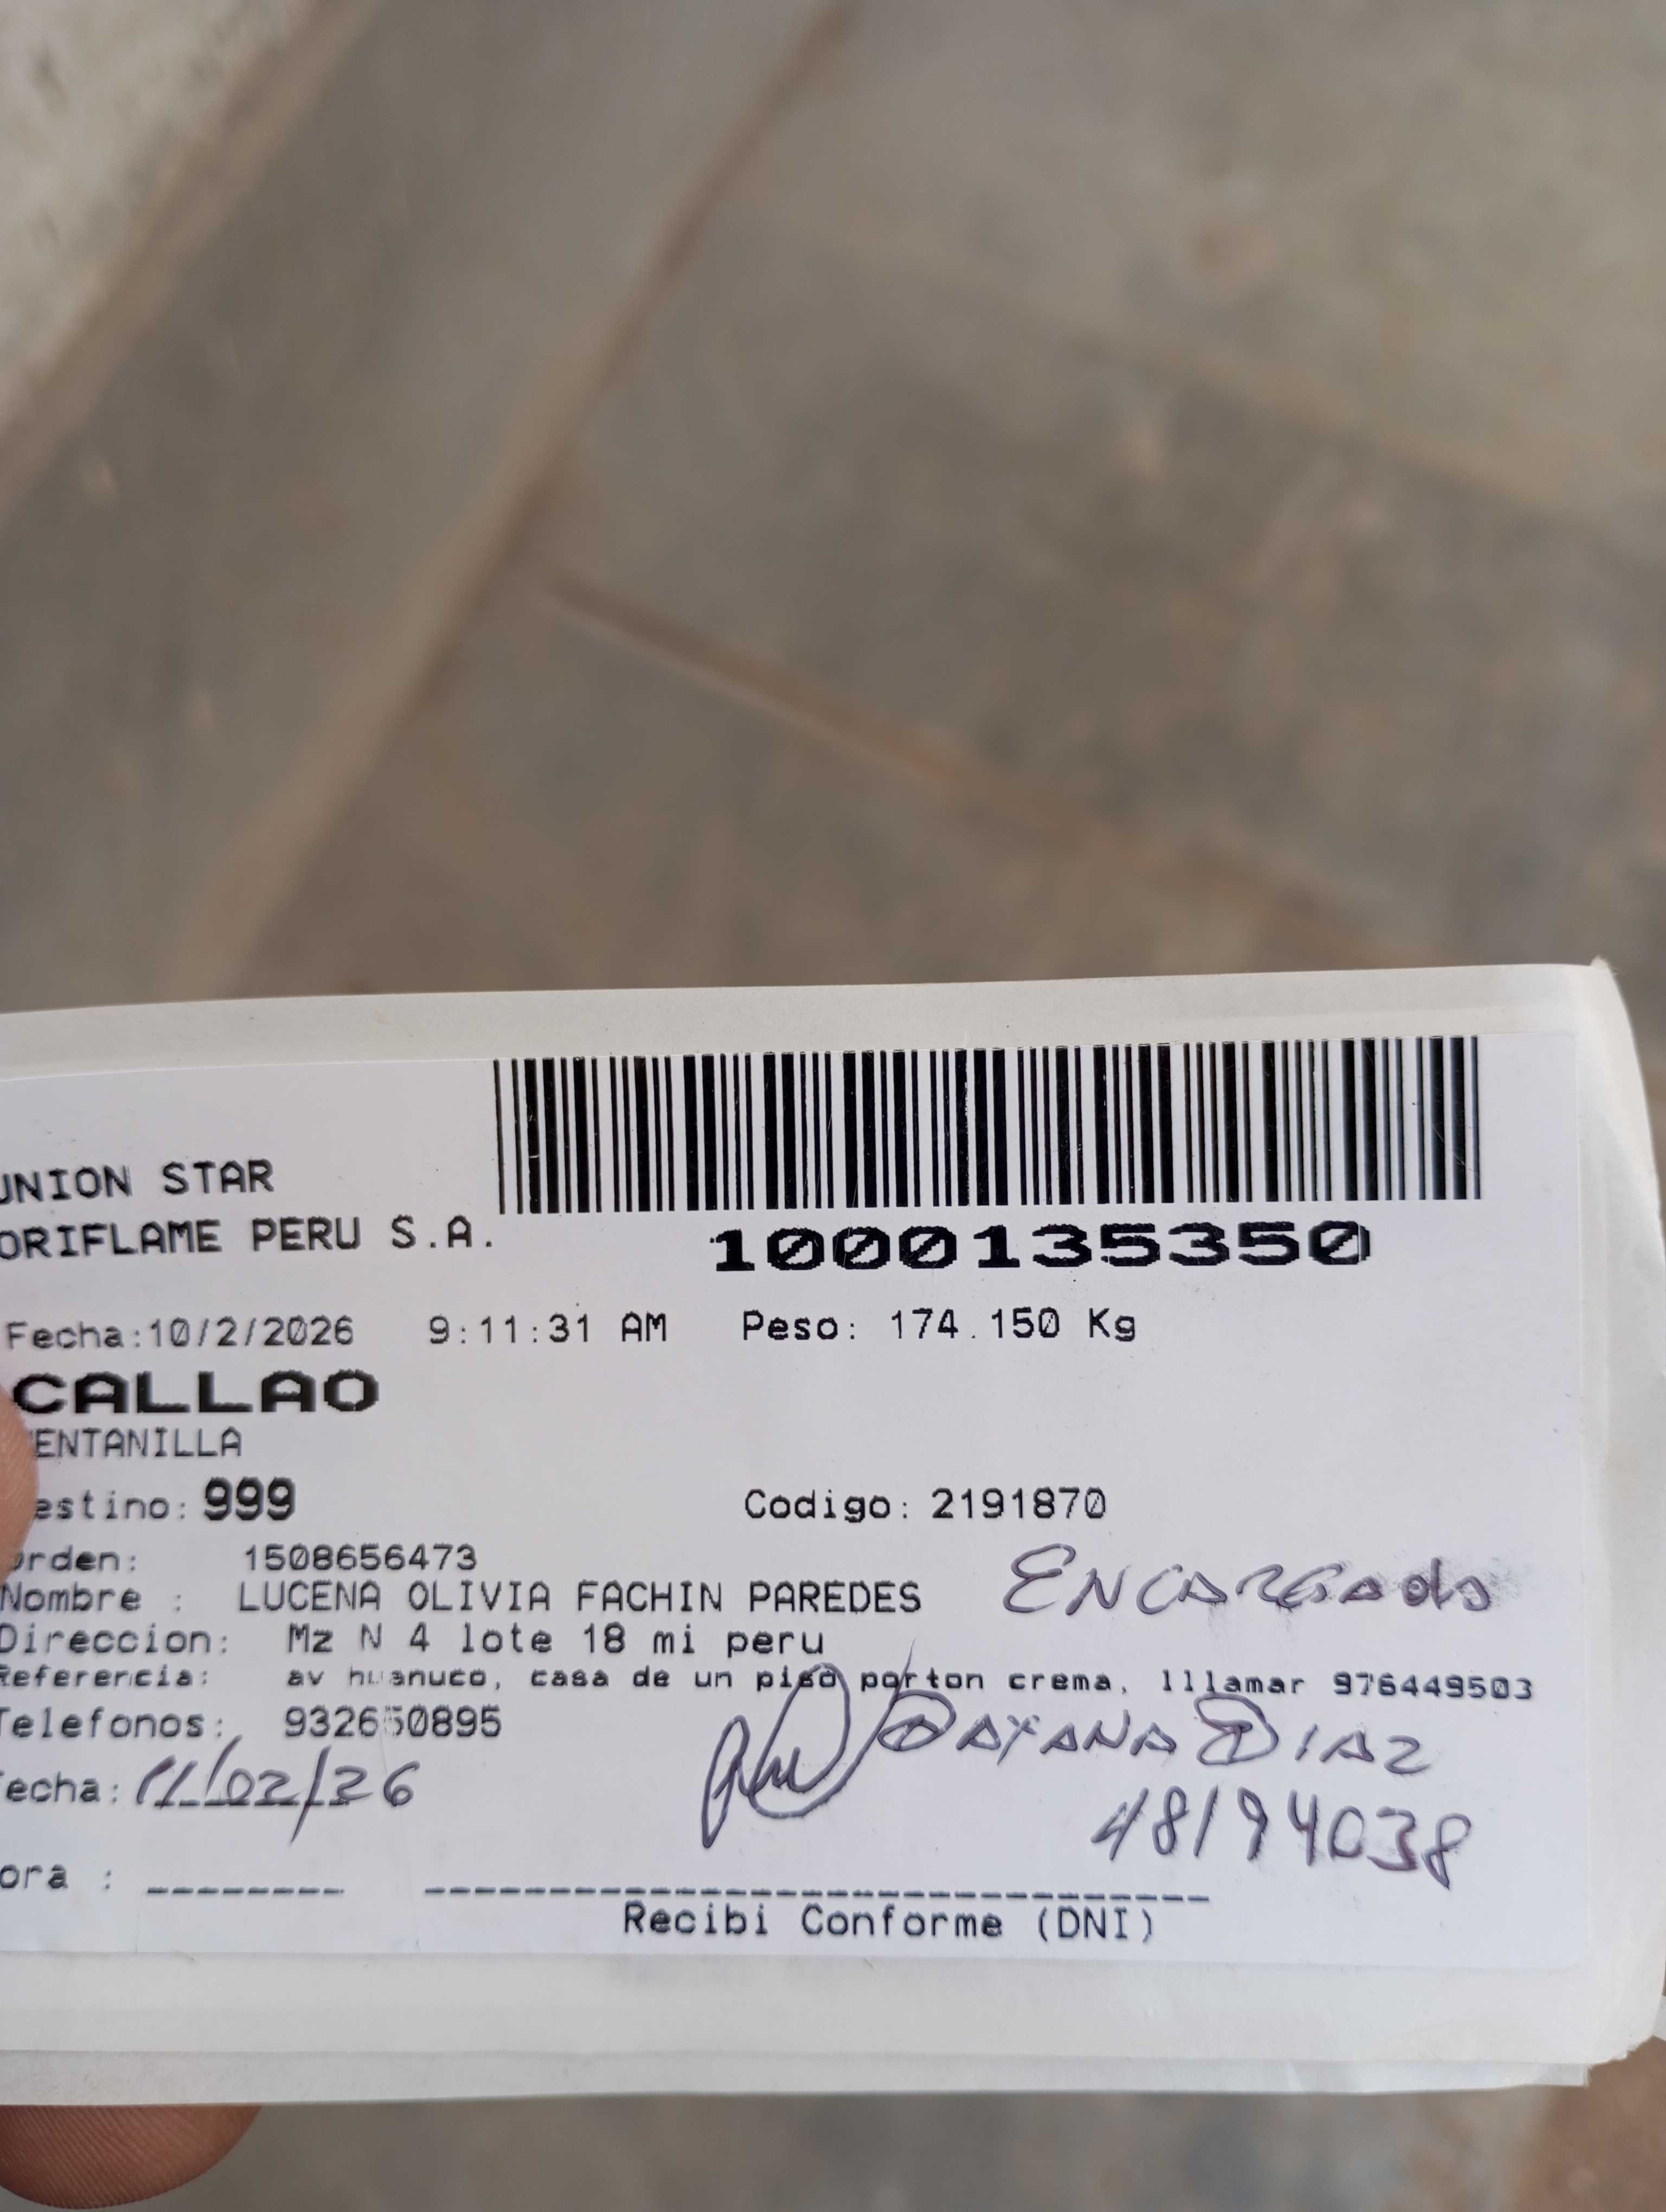 UNION STAR
ORIFLAME PERU S.A.
1000135350
Fecha:10/2/2026 9:11:31 AM Peso: 174.150 Kg
CALLAO
ENTANILLA
estino: 999 Codigo: 2191870
orden: 1508656473
ENCARGADO
Nombre : LUCENA OLIVIA FACHIN PAREDES
Direccion: Mz N 4 lote 18 mi peru
Referencia: av huanuco, casa de un piso porton crema, lllamar 976449503
Telefonos: 932650895
DAYANA DIAZ
echa: 11/02/26
48194038
ora :
Recibi Conforme (DNI)